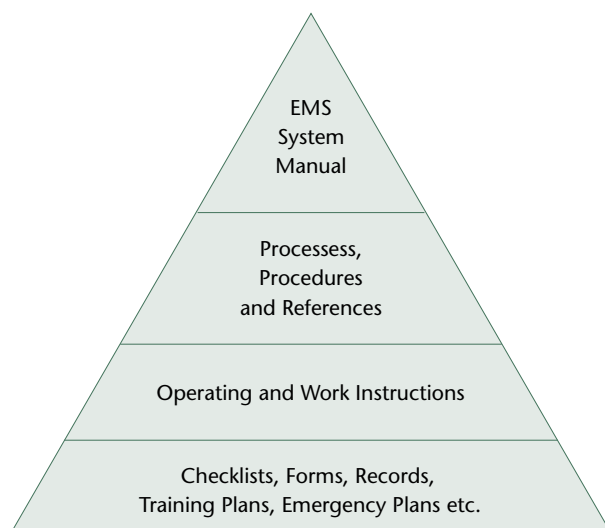 EMS
System
Manual
Processess,
Procedures
and References
Operating and Work Instructions
Checklists, Forms, Records,
Training Plans, Emergency Plans etc.